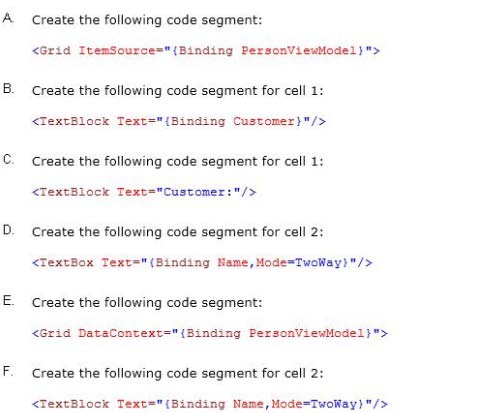 A. Create the following code segment:
<Grid ItemSource="{Binding PersonViewModel}">
B. Create the following code segment for cell 1:
<TextBlock Text="{Binding Customer}"/>
C. Create the following code segment for cell 1:
<TextBlock Text="Customer:"/>
D. Create the following code segment for cell 2:
<TextBox Text="{Binding Name,Mode=TwoWay}"/>
E. Create the following code segment:
<Grid DataContext="{Binding PersonViewModel}">
F. Create the following code segment for cell 2:
<TextBlock Text="{Binding Name,Mode=TwoWay}"/>